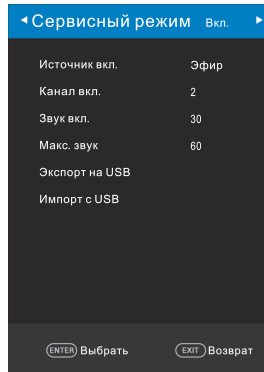 Сервисный режим Вкл.
Источник вкл. Эфир
Канал вкл. 2
Звук вкл. 30
Макс. звук 60
Экспорт на USB
Импорт с USB
ENTER Выбрать EXIT Возврат